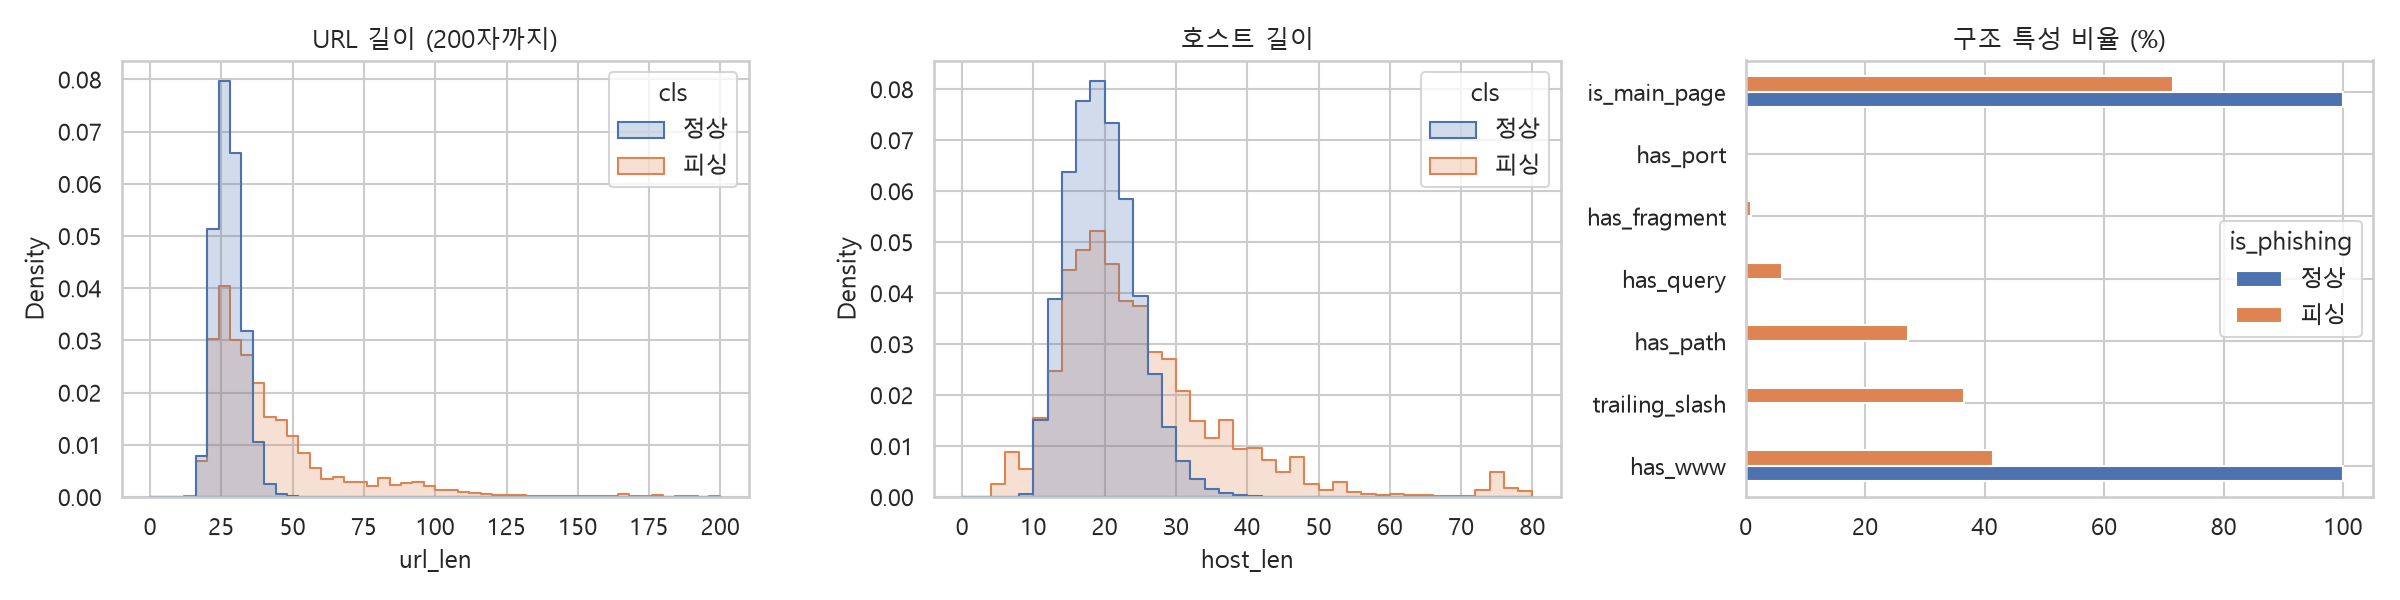 URL 길이 (200자까지)
Density
0.08
0.07
0.06
0.05
0.04
0.03
0.02
0.01
0.00
0 25 50 75 100 125 150 175 200
url_len
cls
정상
피싱
호스트 길이
Density
0.08
0.07
0.06
0.05
0.04
0.03
0.02
0.01
0.00
0 10 20 30 40 50 60 70 80
host_len
cls
정상
피싱
구조 특성 비율 (%)
is_main_page
has_port
has_fragment
has_query
has_path
trailing_slash
has_www
0 20 40 60 80 100
is_phishing
정상
피싱